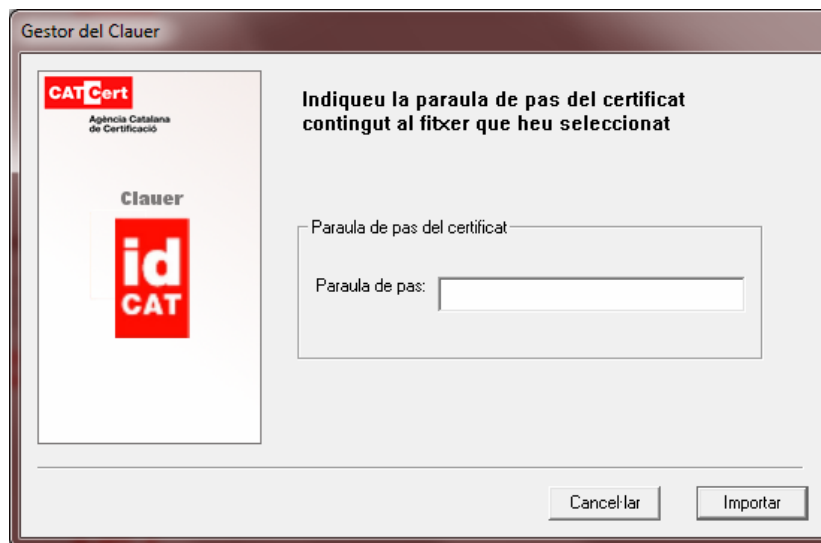 Gestor del Clauer
CATCert
Agència Catalana
de Certificació
Clauer
id
CAT
Indiqueu la paraula de pas del certificat
contingut al fitxer que heu seleccionat
Paraula de pas del certificat
Paraula de pas:
Cancel·lar
Importar